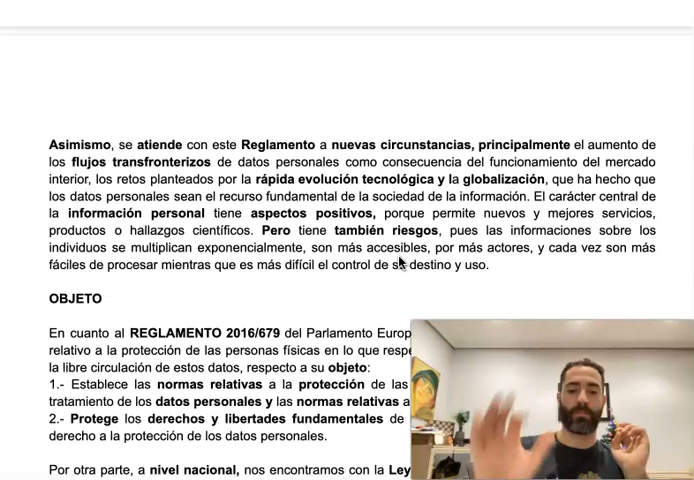 Asimismo, se atiende con este Reglamento a nuevas circunstancias, principalmente el aumento de
los flujos transfronterizos de datos personales como consecuencia del funcionamiento del mercado
interior, los retos planteados por la rápida evolución tecnológica y la globalización, que ha hecho que
los datos personales sean el recurso fundamental de la sociedad de la información. El carácter central de
la información personal tiene aspectos positivos, porque permite nuevos y mejores servicios,
productos o hallazgos científicos. Pero tiene también riesgos, pues las informaciones sobre los
individuos se multiplican exponencialmente, son más accesibles, por más actores, y cada vez son más
fáciles de procesar mientras que es más difícil el control de su destino y uso.
OBJETO
En cuanto al REGLAMENTO 2016/679 del Parlamento Europ
relativo a la protección de las personas físicas en lo que respe
la libre circulación de estos datos, respecto a su objeto:
1.- Establece las normas relativas a la protección de las
tratamiento de los datos personales y las normas relativas a
2.- Protege los derechos y libertades fundamentales de
derecho a la protección de los datos personales.
Por otra parte, a nivel nacional, nos encontramos con la Ley